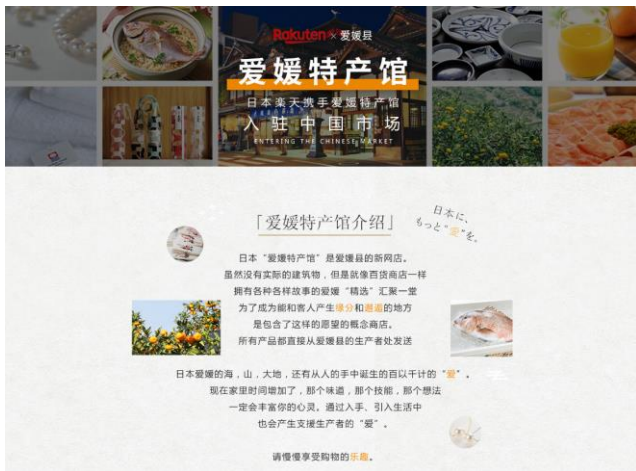 Rakuten × 爱媛县
爱媛特产馆
日本楽天携手爱媛特产馆
入驻中国市场
ENTERING THE CHINESE MARKET
「爱媛特产馆介绍」
日本に、
もっと“愛”を。
日本“爱媛特产馆”是爱媛县的新网店。
虽然没有实际的建筑物，但是就像百货商店一样
拥有各种各样故事的爱媛“精选”汇聚一堂
为了成为能和客人产生缘分和邂逅的地方
是包含了这样的愿望的概念商店。
所有产品都直接从爱媛县的生产者处发送
日本爱媛的海，山，大地，还有从人的手中诞生的百以千计的“爱”。
现在家里时间增加了，那个味道，那个技能，那个想法
一定会丰富你的心灵。通过入手、引入生活中
也会产生支援生产者的“爱”。
请慢慢享受购物的乐趣。